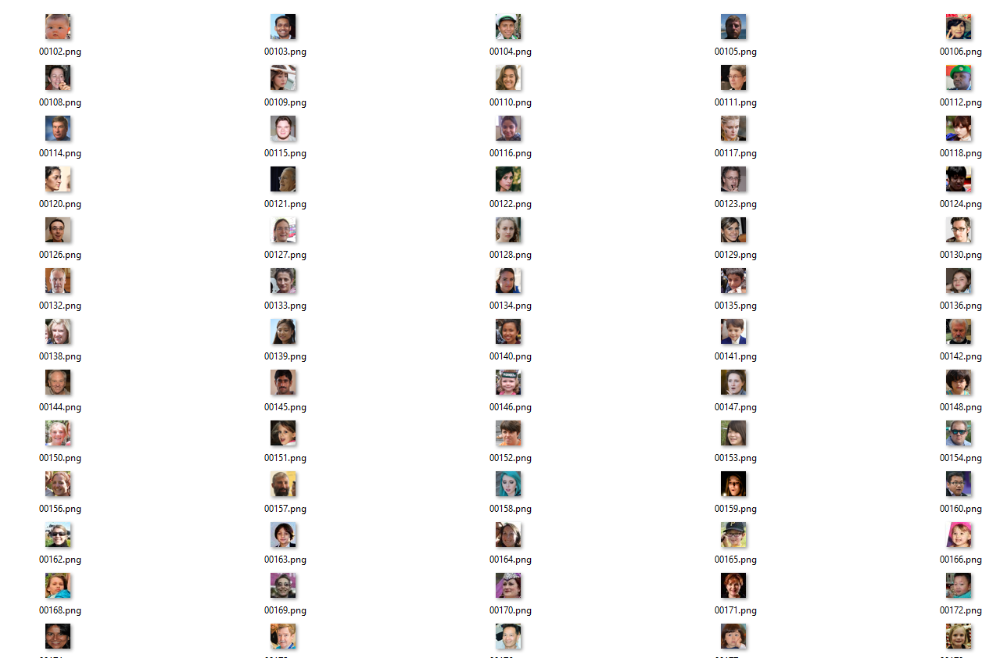 00102.png 00103.png 00104.png 00105.png 00106.png
00108.png 00109.png 00110.png 00111.png 00112.png
00114.png 00115.png 00116.png 00117.png 00118.png
00120.png 00121.png 00122.png 00123.png 00124.png
00126.png 00127.png 00128.png 00129.png 00130.png
00132.png 00133.png 00134.png 00135.png 00136.png
00138.png 00139.png 00140.png 00141.png 00142.png
00144.png 00145.png 00146.png 00147.png 00148.png
00150.png 00151.png 00152.png 00153.png 00154.png
00156.png 00157.png 00158.png 00159.png 00160.png
00162.png 00163.png 00164.png 00165.png 00166.png
00168.png 00169.png 00170.png 00171.png 00172.png